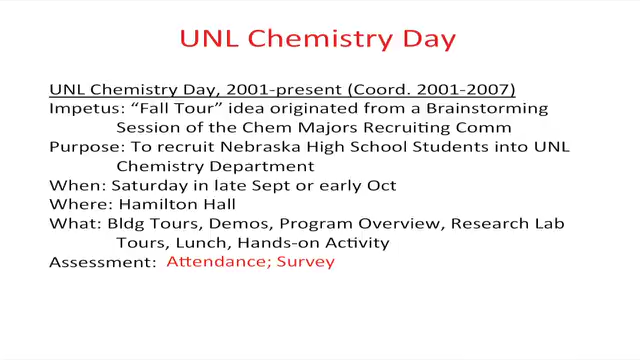 UNL Chemistry Day
UNL Chemistry Day, 2001-present (Coord. 2001-2007)
Impetus: “Fall Tour” idea originated from a Brainstorming
Session of the Chem Majors Recruiting Comm
Purpose: To recruit Nebraska High School Students into UNL
Chemistry Department
When: Saturday in late Sept or early Oct
Where: Hamilton Hall
What: Bldg Tours, Demos, Program Overview, Research Lab
Tours, Lunch, Hands-on Activity
Assessment: Attendance; Survey